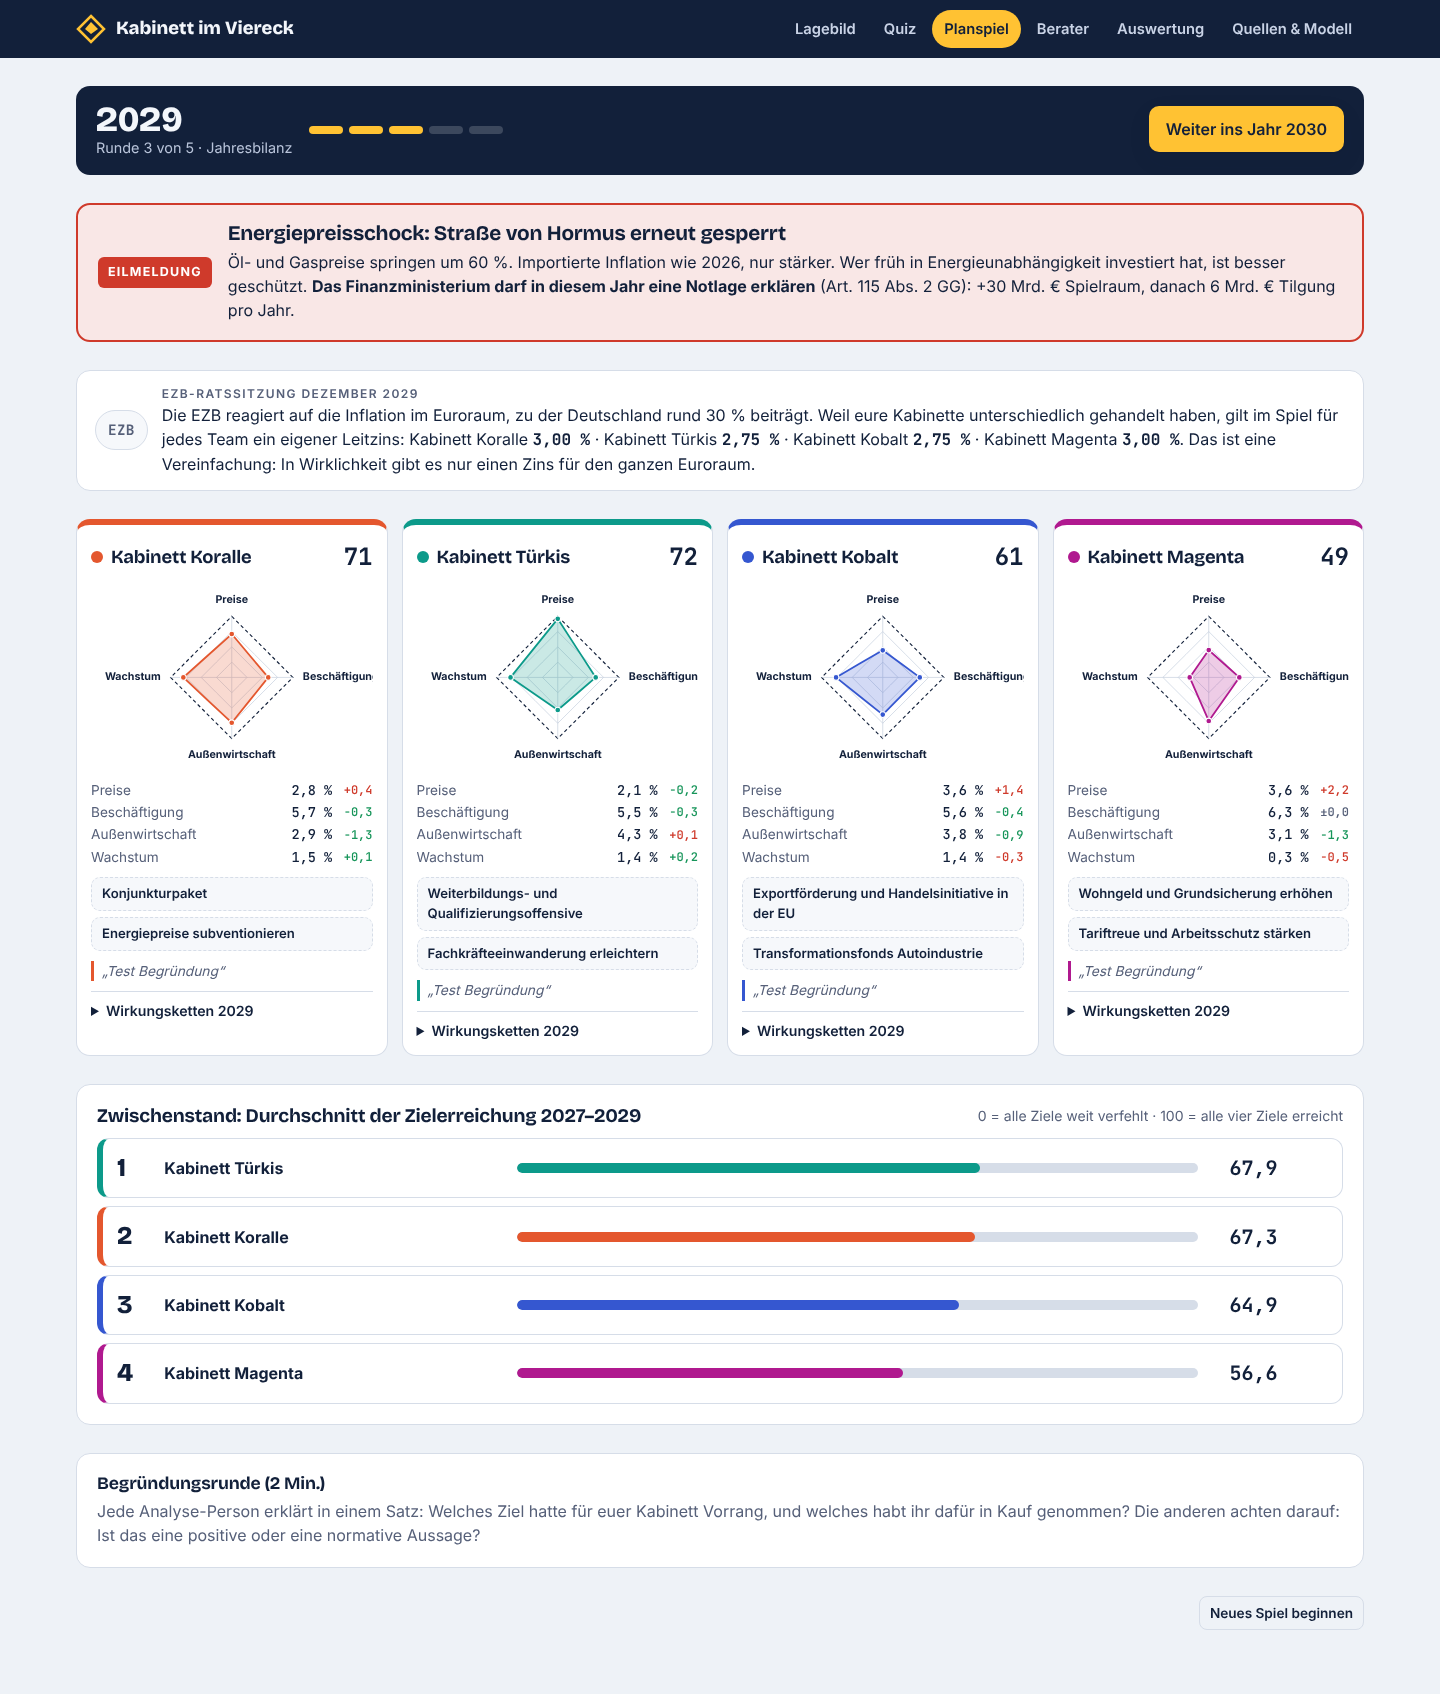 Kabinett im Viereck
Lagebild Quiz Planspiel Berater Auswertung Quellen & Modell
2029
Runde 3 von 5 · Jahresbilanz
Weiter ins Jahr 2030
EILMELDUNG
Energiepreisschock: Straße von Hormus erneut gesperrt
Öl- und Gaspreise springen um 60 %. Importierte Inflation wie 2026, nur stärker. Wer früh in Energieunabhängigkeit investiert hat, ist besser
geschützt. Das Finanzministerium darf in diesem Jahr eine Notlage erklären (Art. 115 Abs. 2 GG): +30 Mrd. € Spielraum, danach 6 Mrd. € Tilgung
pro Jahr.
EZB
EZB-RATSSITZUNG DEZEMBER 2029
Die EZB reagiert auf die Inflation im Euroraum, zu der Deutschland rund 30 % beiträgt. Weil eure Kabinette unterschiedlich gehandelt haben, gilt im Spiel für
jedes Team ein eigener Leitzins: Kabinett Koralle 3,00 % · Kabinett Türkis 2,75 % · Kabinett Kobalt 2,75 % · Kabinett Magenta 3,00 %. Das ist eine
Vereinfachung: In Wirklichkeit gibt es nur einen Zins für den ganzen Euroraum.
Kabinett Koralle 71
Preise
Wachstum Beschäftigun
Außenwirtschaft
Preise 2,8 % +0,4
Beschäftigung 5,7 % -0,3
Außenwirtschaft 2,9 % -1,3
Wachstum 1,5 % +0,1
Konjunkturpaket
Energiepreise subventionieren
„Test Begründung“
▶ Wirkungsketten 2029
Kabinett Türkis 72
Preise
Wachstum Beschäftigun
Außenwirtschaft
Preise 2,1 % -0,2
Beschäftigung 5,5 % -0,3
Außenwirtschaft 4,3 % +0,1
Wachstum 1,4 % +0,2
Weiterbildungs- und
Qualifizierungsoffensive
Fachkräfteeinwanderung erleichtern
„Test Begründung“
▶ Wirkungsketten 2029
Kabinett Kobalt 61
Preise
Wachstum Beschäftigun
Außenwirtschaft
Preise 3,6 % +1,4
Beschäftigung 5,6 % -0,4
Außenwirtschaft 3,8 % -0,9
Wachstum 1,4 % -0,3
Exportförderung und Handelsinitiative in
der EU
Transformationsfonds Autoindustrie
„Test Begründung“
▶ Wirkungsketten 2029
Kabinett Magenta 49
Preise
Wachstum Beschäftigun
Außenwirtschaft
Preise 3,6 % +2,2
Beschäftigung 6,3 % ±0,0
Außenwirtschaft 3,1 % -1,3
Wachstum 0,3 % -0,5
Wohngeld und Grundsicherung erhöhen
Tariftreue und Arbeitsschutz stärken
„Test Begründung“
▶ Wirkungsketten 2029
Zwischenstand: Durchschnitt der Zielerreichung 2027–2029
0 = alle Ziele weit verfehlt · 100 = alle vier Ziele erreicht
1 Kabinett Türkis 67,9
2 Kabinett Koralle 67,3
3 Kabinett Kobalt 64,9
4 Kabinett Magenta 56,6
Begründungsrunde (2 Min.)
Jede Analyse-Person erklärt in einem Satz: Welches Ziel hatte für euer Kabinett Vorrang, und welches habt ihr dafür in Kauf genommen? Die anderen achten darauf:
Ist das eine positive oder eine normative Aussage?
Neues Spiel beginnen